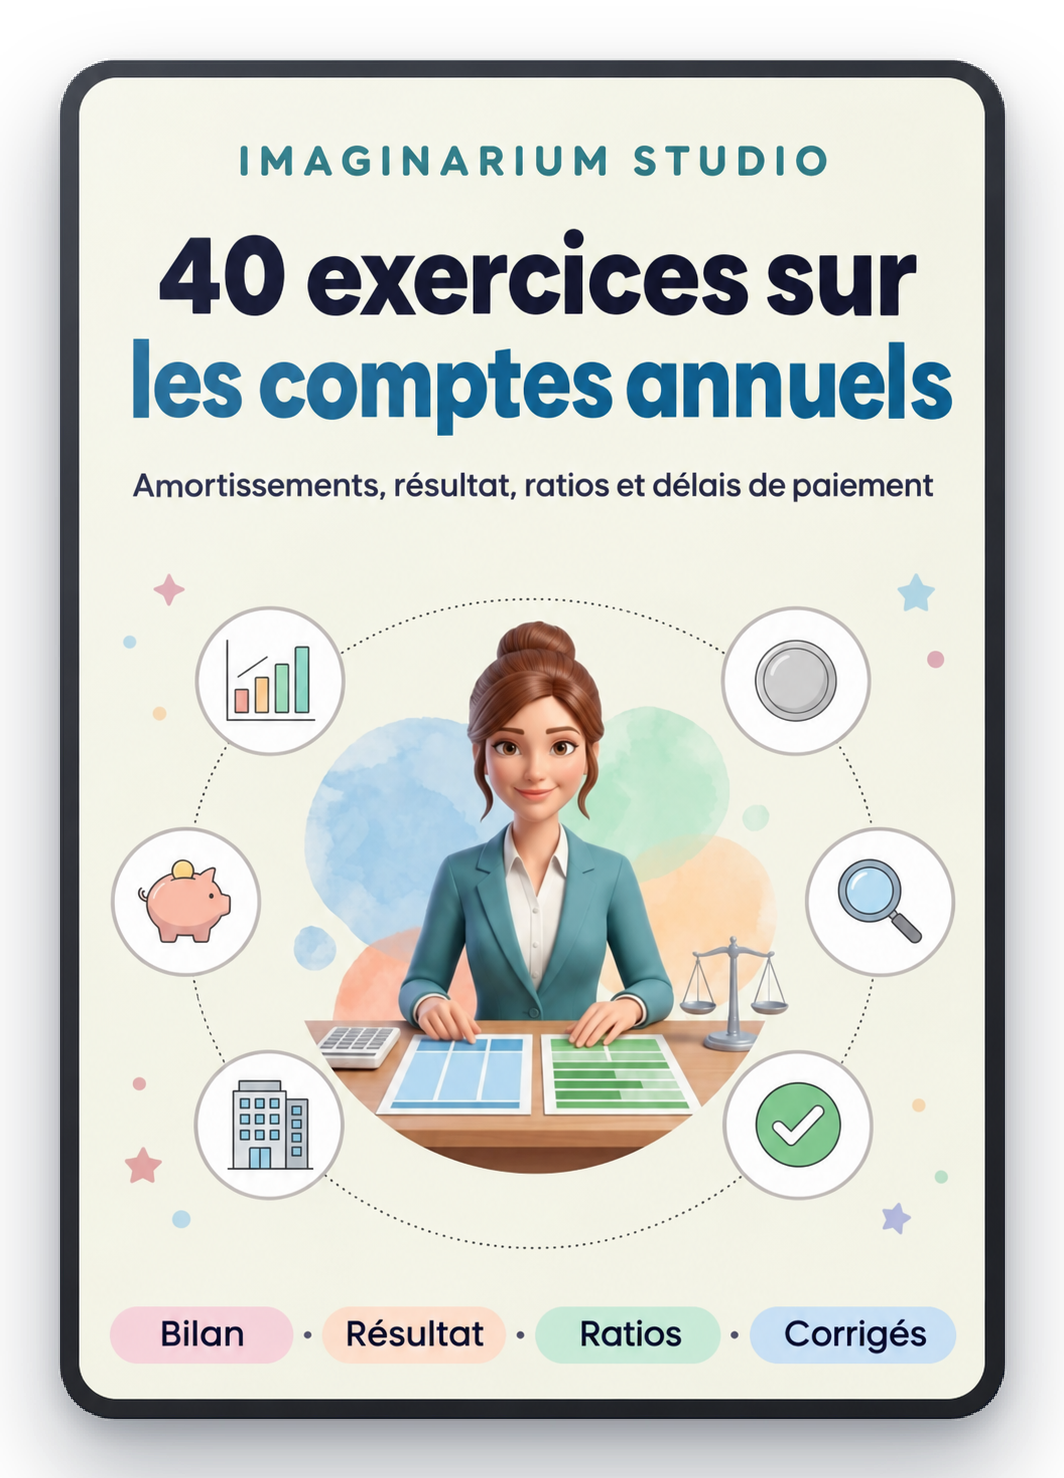 IMAGINARIUM STUDIO
40 exercices sur
les comptes annuels
Amortissements, résultat, ratios et délais de paiement
Bilan • Résultat • Ratios • Corrigés